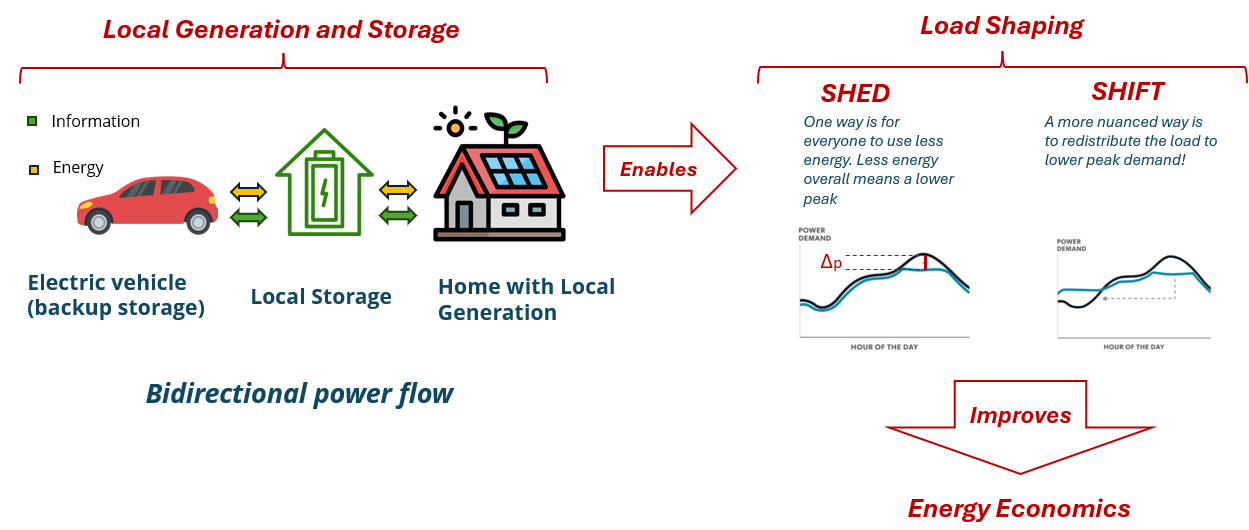 Local Generation and Storage
Information
Energy
Electric vehicle
(backup storage)
Local Storage
Home with Local
Generation
Bidirectional power flow
Enables
Load Shaping
SHED
One way is for
everyone to use less
energy. Less energy
overall means a lower
peak
POWER
DEMAND
Δp
HOUR OF THE DAY
SHIFT
A more nuanced way is
to redistribute the load to
lower peak demand!
POWER
DEMAND
HOUR OF THE DAY
Improves
Energy Economics